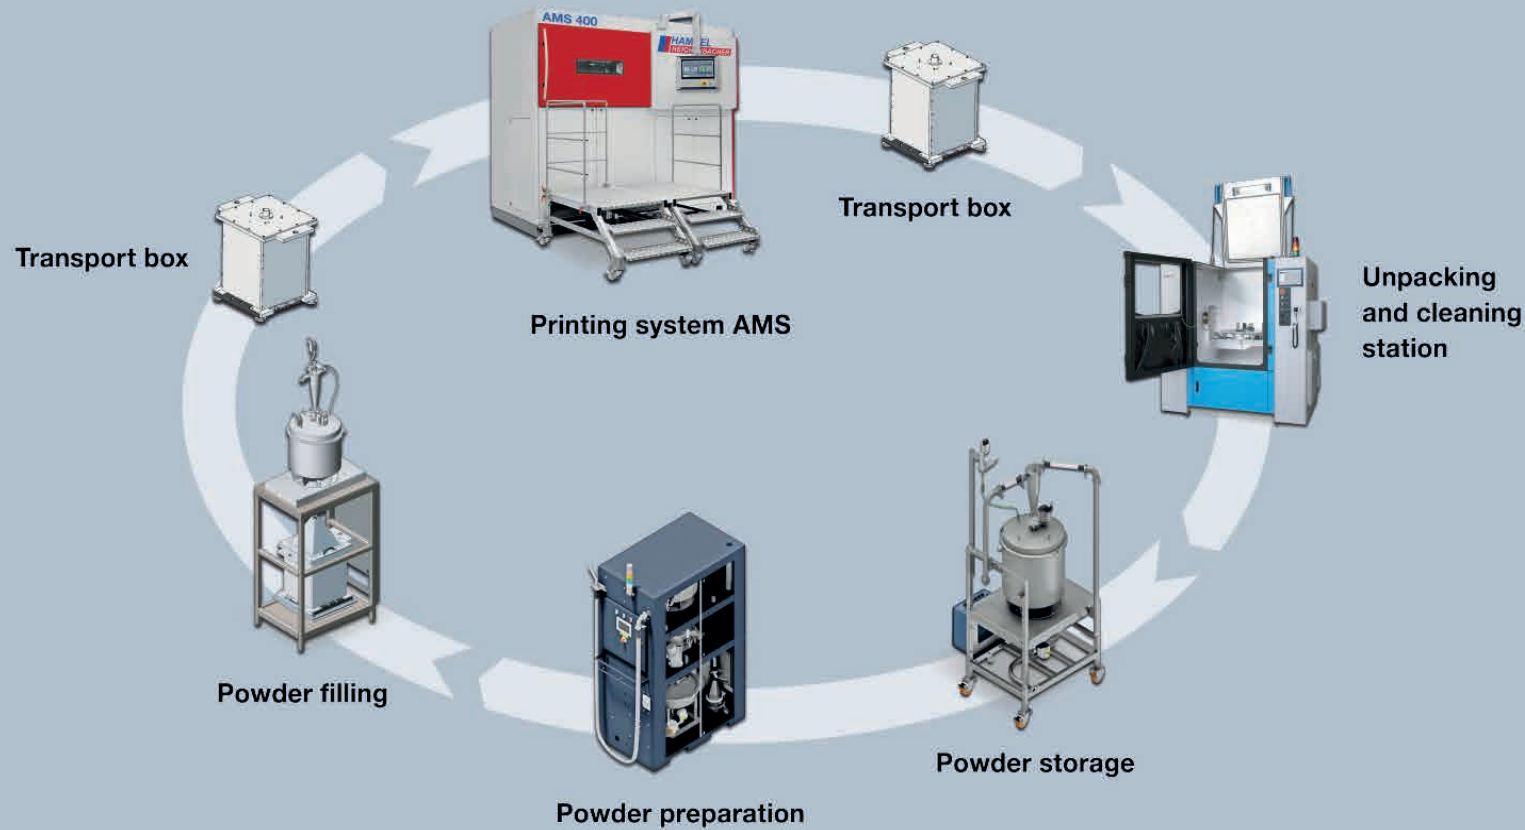 AMS 400
Transport box
Transport box
Printing system AMS
Unpacking
and cleaning
station
Powder filling
Powder storage
Powder preparation